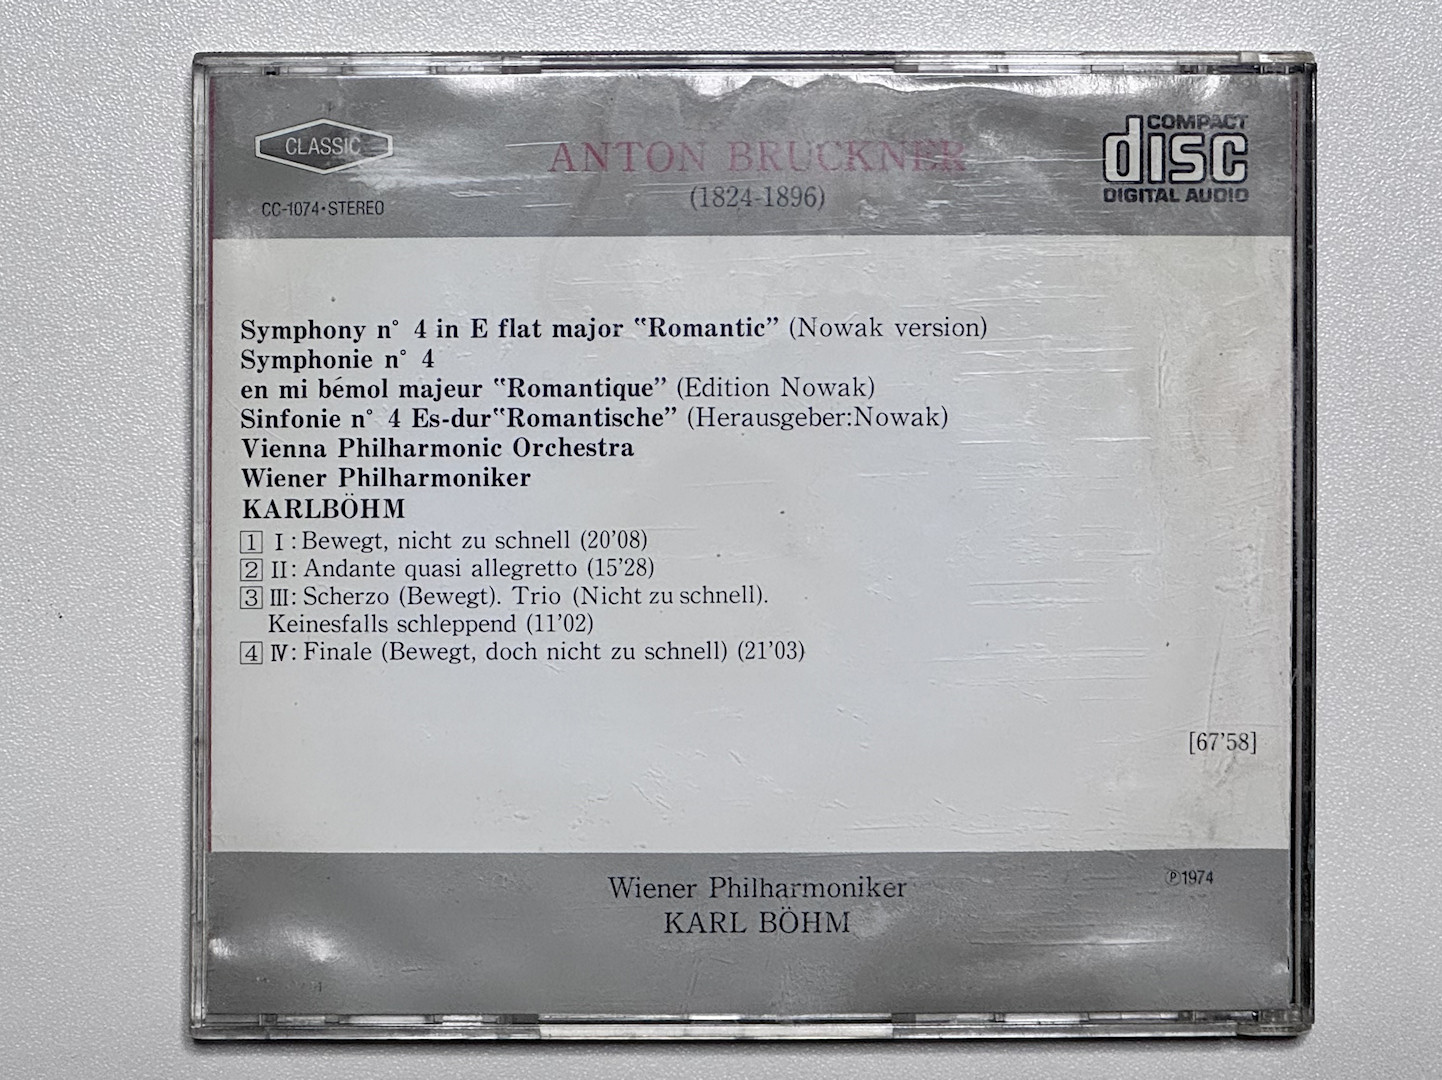 CLASSIC
CC-1074•STEREO
ANTON BRUCKNER
(1824-1896)
COMPACT
disc
DIGITAL AUDIO
Symphony n° 4 in E flat major "Romantic" (Nowak version)
Symphonie n° 4
en mi bémol majeur "Romantique" (Edition Nowak)
Sinfonie n° 4 Es-dur"Romantische" (Herausgeber:Nowak)
Vienna Philharmonic Orchestra
Wiener Philharmoniker
KARLBÖHM
1 I : Bewegt, nicht zu schnell (20'08)
2 II: Andante quasi allegretto (15'28)
3 III: Scherzo (Bewegt). Trio (Nicht zu schnell).
Keinesfalls schleppend (11'02)
4 IV: Finale (Bewegt, doch nicht zu schnell) (21'03)
[67'58]
Wiener Philharmoniker
KARL BÖHM
℗1974